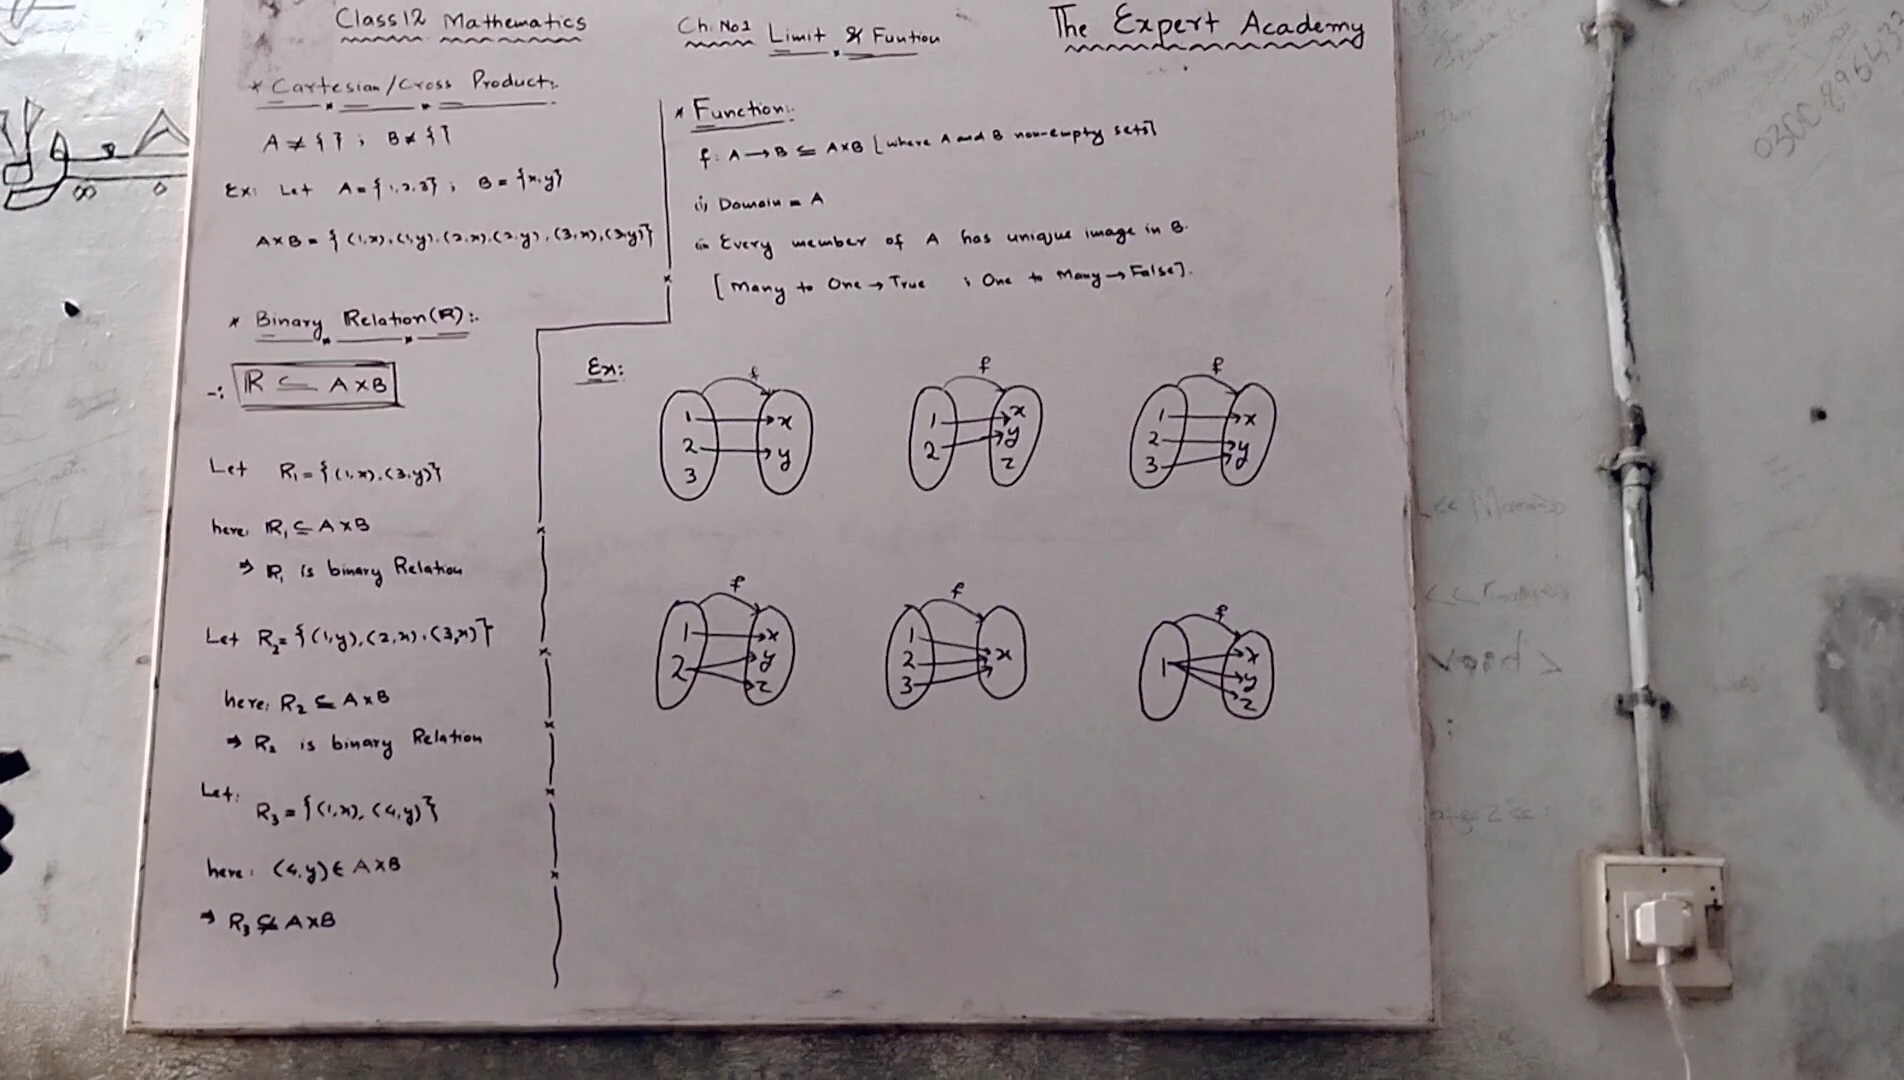 Class 12 Mathematics
Ch. No 1 Limit & Funtion
The Expert Academy
* Cartesian/Cross Product:
A ≠ { } ; B ≠ { }
Ex: Let A = {1,2,3} ; B = {x,y}
A×B = {(1,x),(1,y),(2,x),(2,y),(3,x),(3,y)}
* Binary Relation (R):
-: R ⊆ A×B
Let R₁ = {(1,x),(3,y)}
here, R₁ ⊆ A×B
⇒ R₁ is binary Relation
Let R₂ = {(1,y),(2,x),(3,x)}
here, R₂ ⊆ A×B
⇒ R₂ is binary Relation
Let:
R₃ = {(1,x), (4,y)}
here: (4,y) ∈ A×B
⇒ R₃ ⊈ A×B
* Function:
f: A → B ⊆ A×B [where A and B non-empty sets]
i) Domain = A
ii) Every member of A has unique image in B.
[Many to One → True ; One to Many → False].
Ex:
f
1 x
2 y
3
f
1 x
2 y
z
f
1 x
2 y
3
f
1 x
2 y
z
f
1
2 x
3
f
1 x
y
z